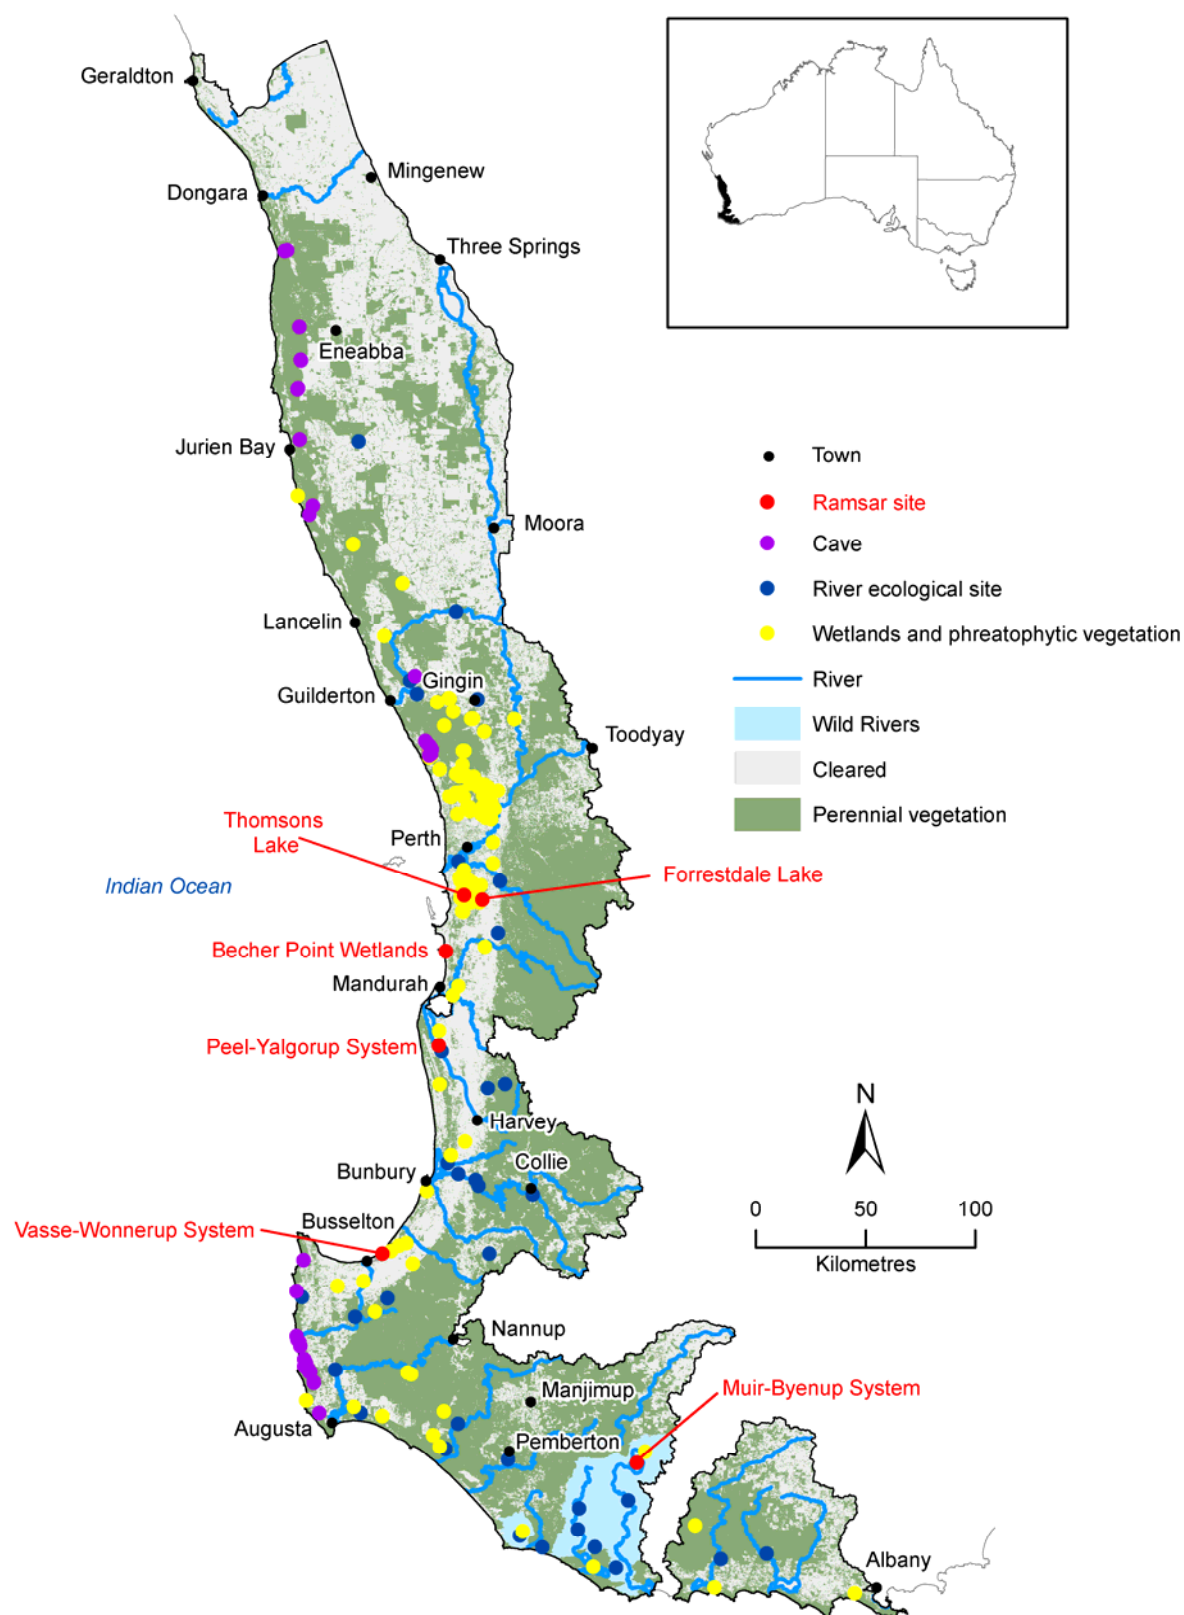 Geraldton
Mingenew
Dongara
Three Springs
Eneabba
Jurien Bay
Moora
Lancelin
Gingin
Guilderton
Toodyay
Thomsons
Lake
Perth
Indian Ocean
Forrestdale Lake
Becher Point Wetlands
Mandurah
Peel-Yalgorup System
Harvey
Collie
Bunbury
Busselton
Vasse-Wonnerup System
Nannup
Manjimup
Muir-Byenup System
Augusta
Pemberton
Albany
Town
Ramsar site
Cave
River ecological site
Wetlands and phreatophytic vegetation
River
Wild Rivers
Cleared
Perennial vegetation
N
0 50 100
Kilometres